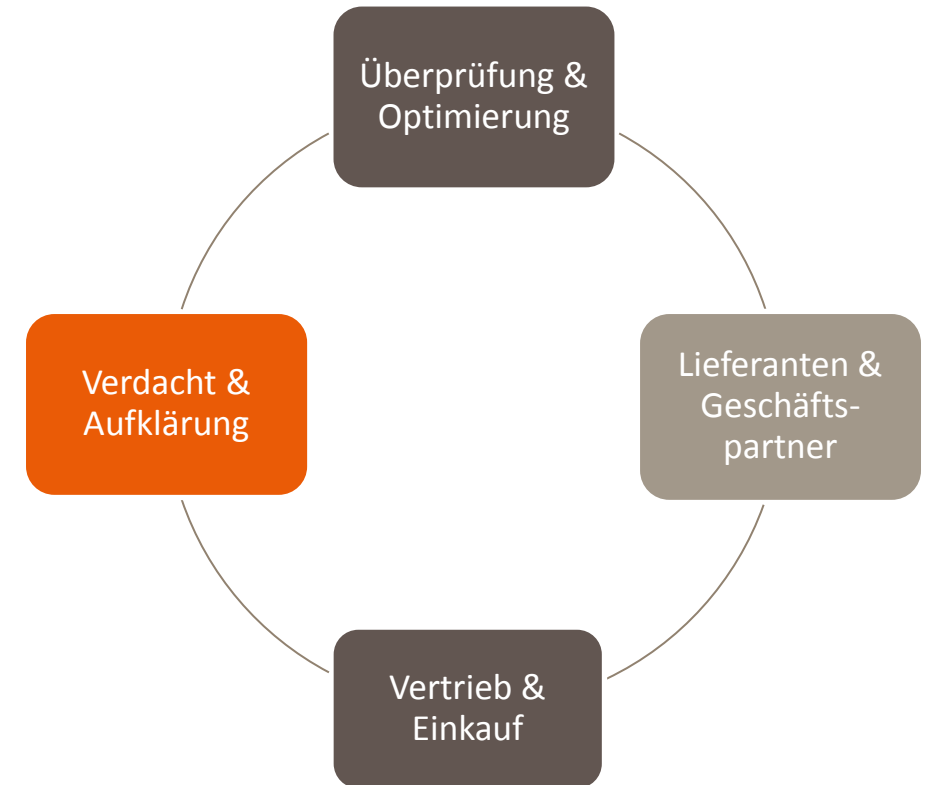 Überprüfung &
Optimierung
Verdacht &
Aufklärung
Lieferanten &
Geschäfts-
partner
Vertrieb &
Einkauf